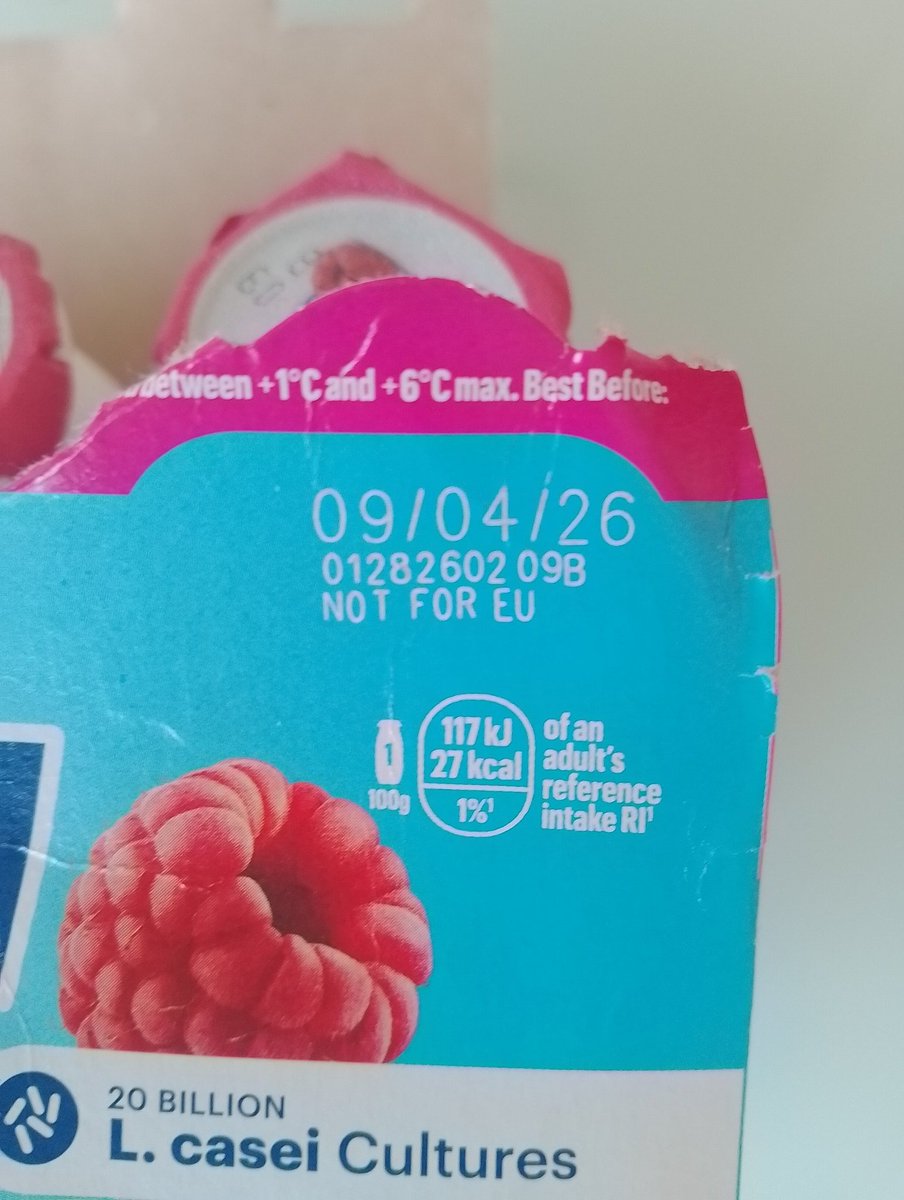 between +1°C and +6°C max. Best Before:
09/04/26
01282602 09B
NOT FOR EU
1
100g
117 kJ
27 kcal
1%¹
of an
adult's
reference
intake RI¹
20 BILLION
L. casei Cultures